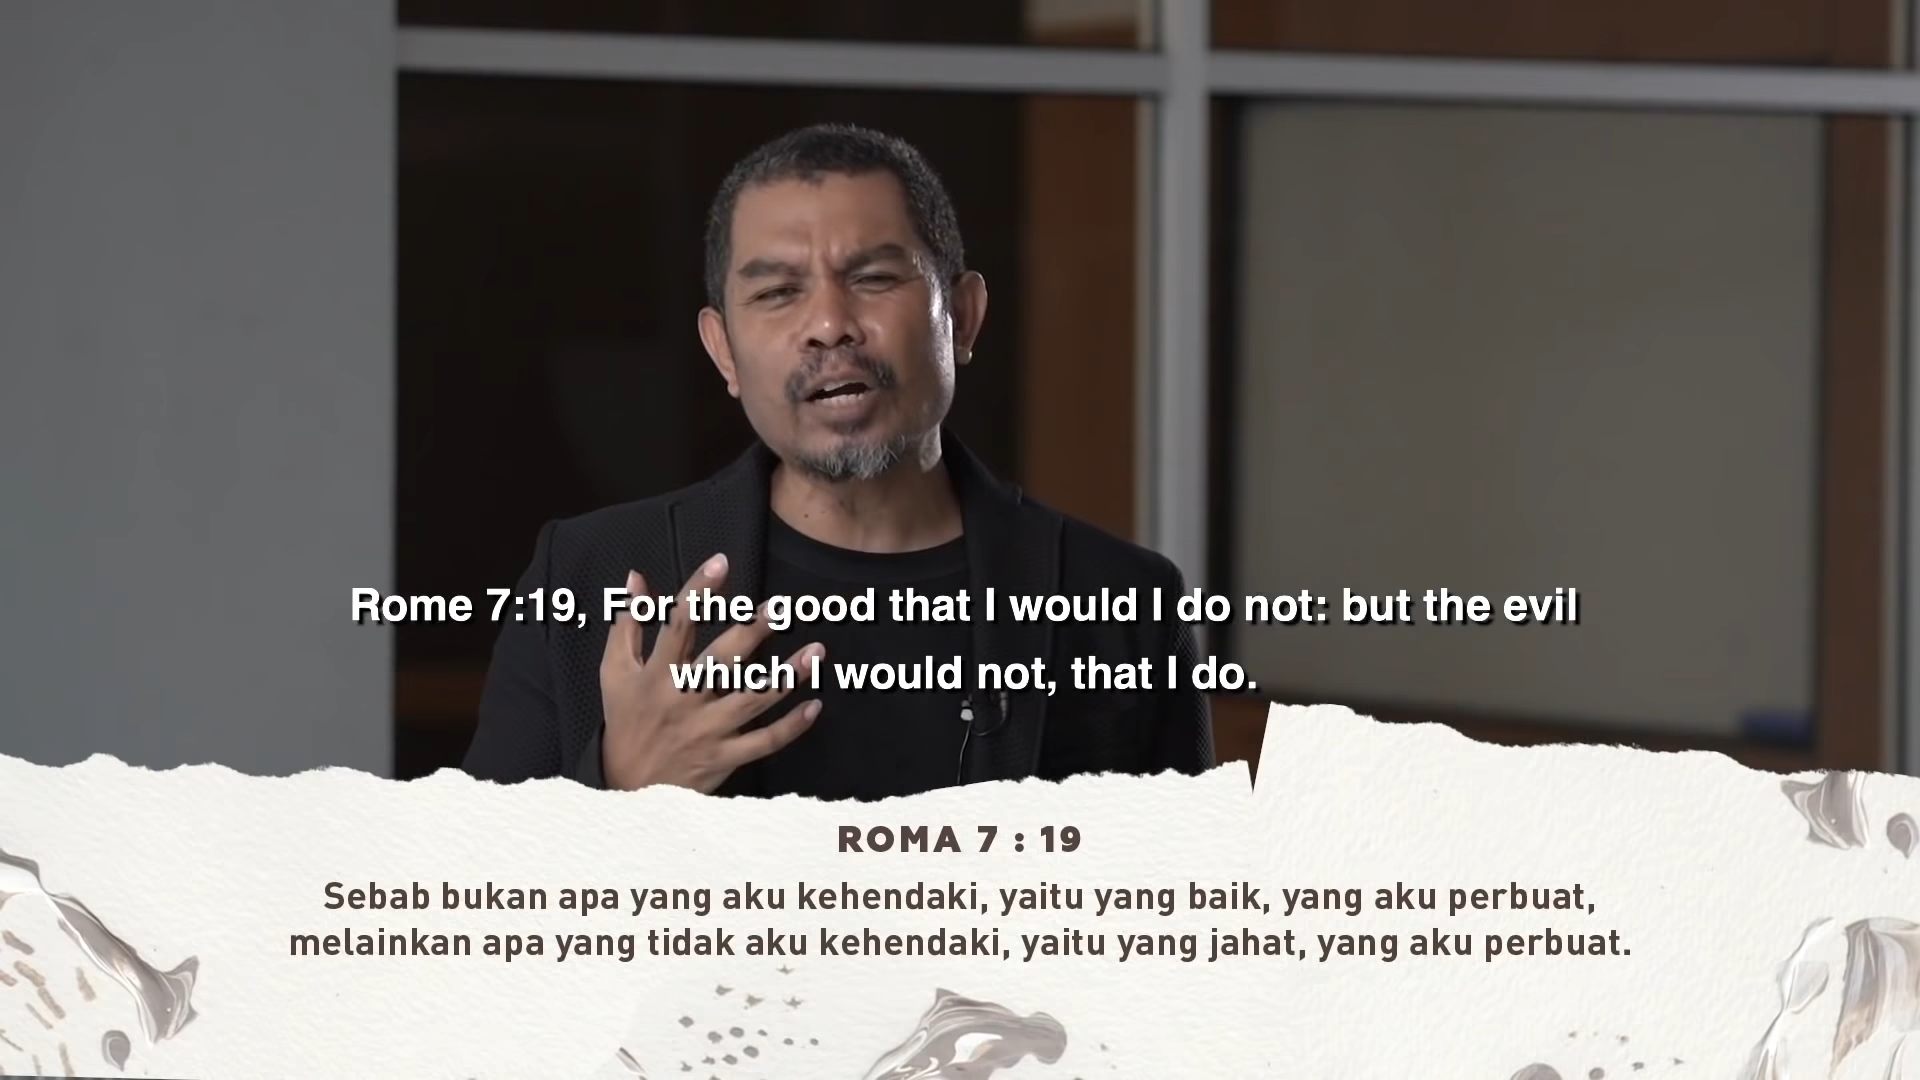 Rome 7:19, For the good that I would I do not: but the evil
which I would not, that I do.
ROMA 7 : 19
Sebab bukan apa yang aku kehendaki, yaitu yang baik, yang aku perbuat,
melainkan apa yang tidak aku kehendaki, yaitu yang jahat, yang aku perbuat.